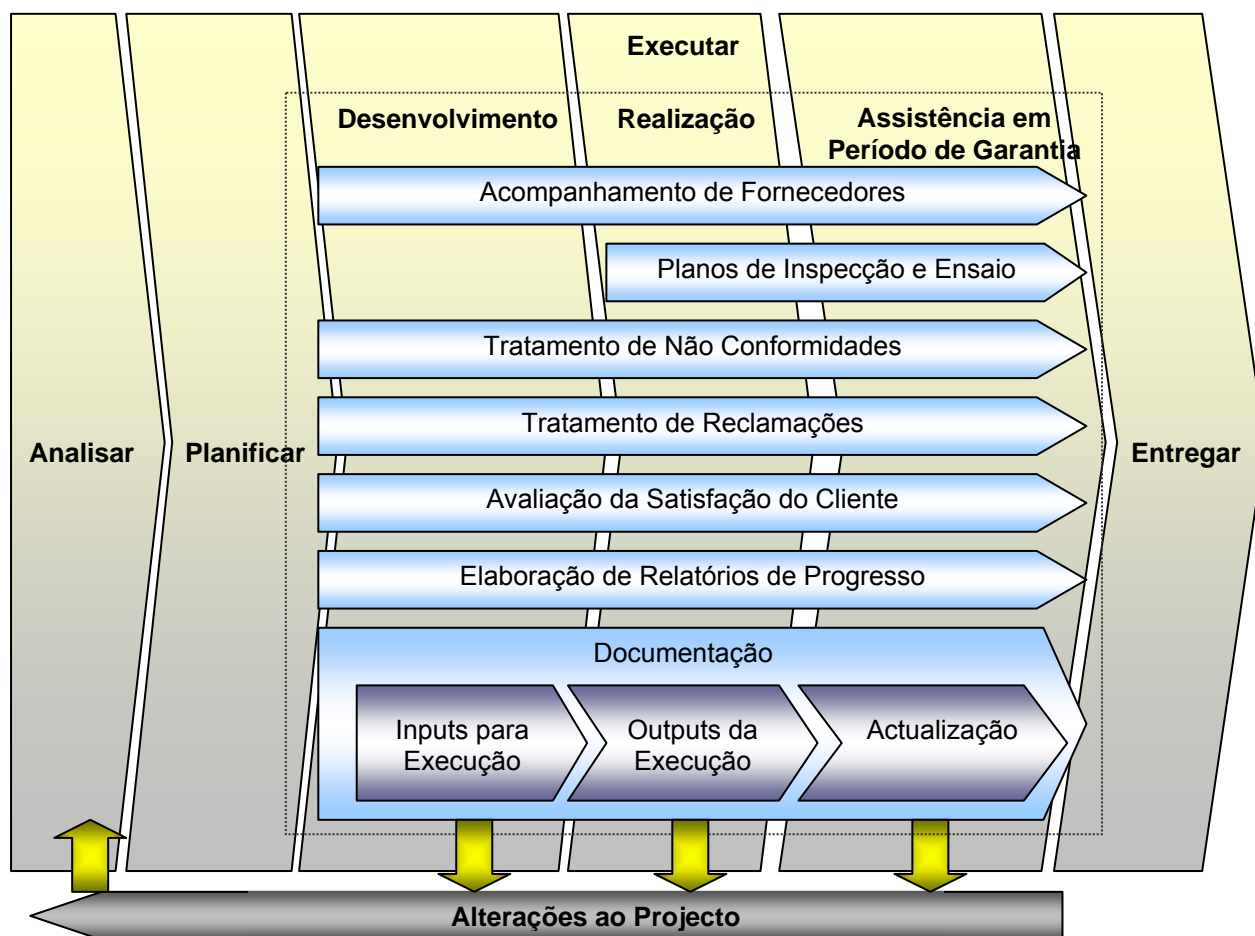 Executar
Desenvolvimento
Realização
Assistência em
Período de Garantia
Acompanhamento de Fornecedores
Planos de Inspecção e Ensaio
Tratamento de Não Conformidades
Tratamento de Reclamações
Analisar
Planificar
Entregar
Avaliação da Satisfação do Cliente
Elaboração de Relatórios de Progresso
Documentação
Inputs para
Execução
Outputs da
Execução
Actualização
Alterações ao Projecto